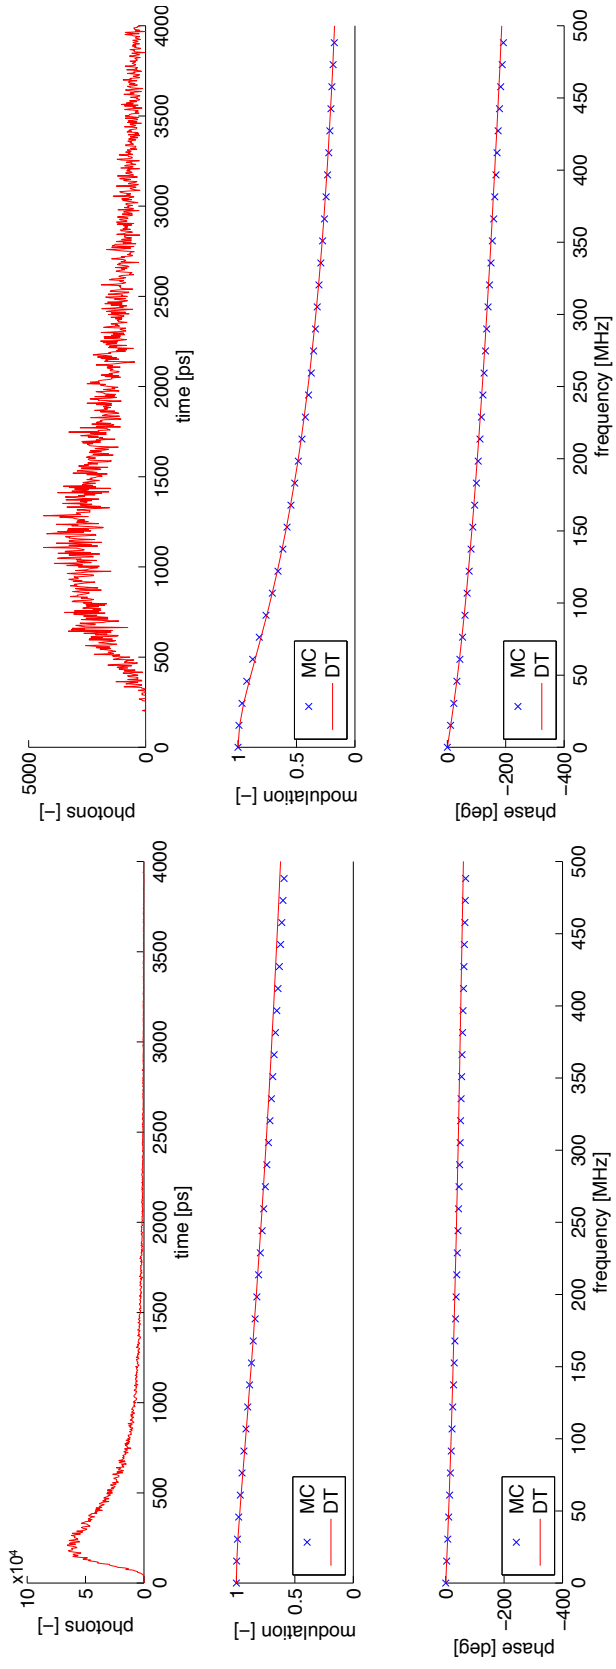 x10⁴
10
5
0
photons [–]
0 500 1000 1500 2000 2500 3000 3500 4000
time [ps]
5000
0
photons [–]
0 500 1000 1500 2000 2500 3000 3500 4000
time [ps]
1
0.5
0
modulation [–]
MC
DT
1
0.5
0
modulation [–]
MC
DT
0
−200
−400
phase [deg]
MC
DT
0 50 100 150 200 250 300 350 400 450 500
frequency [MHz]
0
−200
−400
phase [deg]
MC
DT
0 50 100 150 200 250 300 350 400 450 500
frequency [MHz]